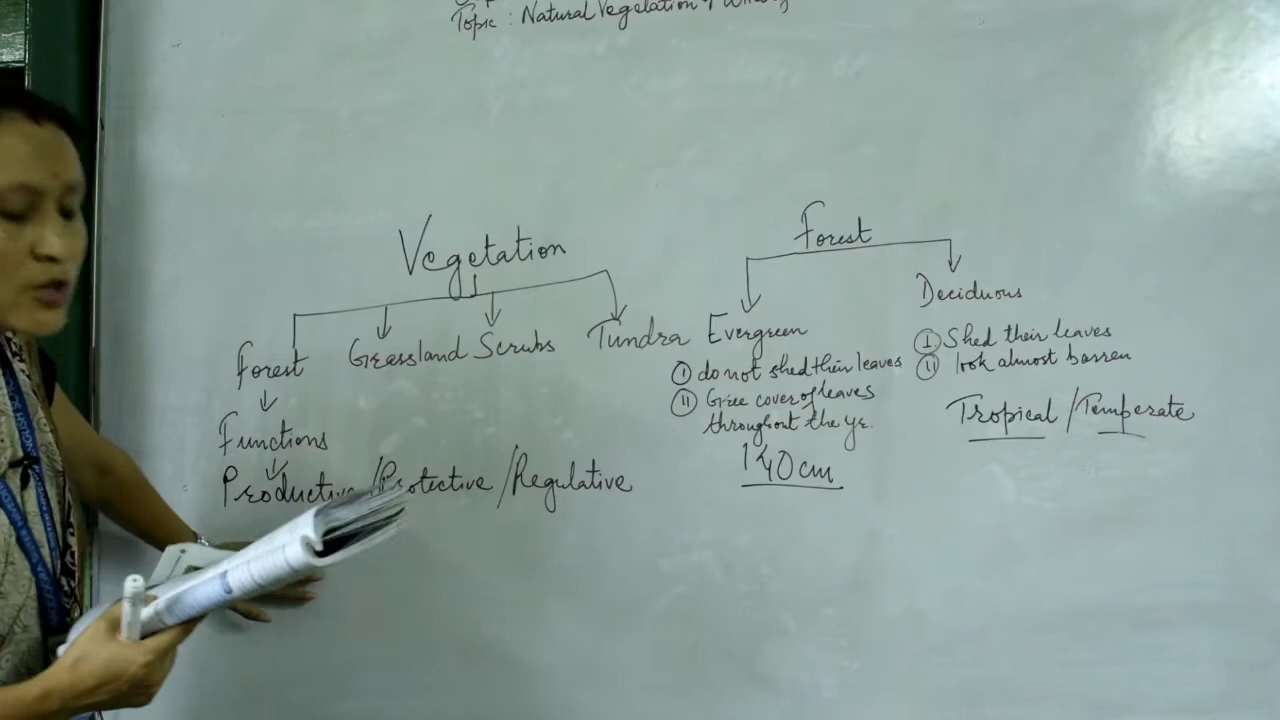 Topic : Natural Vegetation
Vegetation
Forest
Grassland
Scrubs
Tundra
Functions
Productive / Protective / Regulative
Forest
Evergreen
(I) do not shed their leaves
(II) Gree cover of leaves
throughout the yr.
140 cm
Deciduous
(I) Shed their leaves
(II) look almost barren
Tropical / Temperate